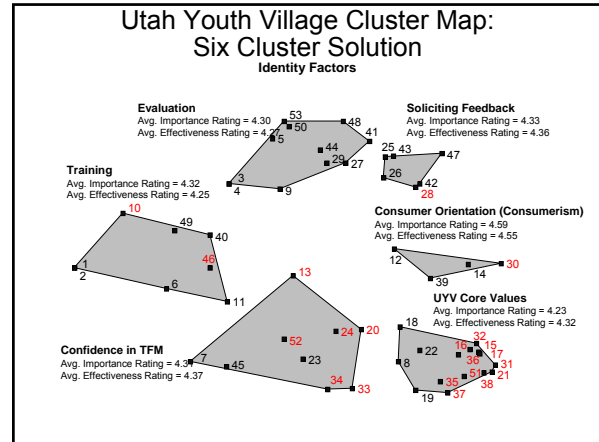 Utah Youth Village Cluster Map:
Six Cluster Solution
Identity Factors
Evaluation
Avg. Importance Rating = 4.30
Avg. Effectiveness Rating = 4.27
53
50
5
48
41
44
29
27
3
4
9
Soliciting Feedback
Avg. Importance Rating = 4.33
Avg. Effectiveness Rating = 4.36
25 43
47
26
42
28
Training
Avg. Importance Rating = 4.32
Avg. Effectiveness Rating = 4.25
10
49
40
46
1
2
6
11
Consumer Orientation (Consumerism)
Avg. Importance Rating = 4.59
Avg. Effectiveness Rating = 4.55
12
14
30
39
Confidence in TFM
Avg. Importance Rating =
Avg. Effectiveness Rating = 4.37
13
20
24
52
23
7
45
34
33
UYV Core Values
Avg. Importance Rating = 4.23
Avg. Effectiveness Rating = 4.32
18
32
16
15
22
36
17
8
31
51
21
35
38
19
37